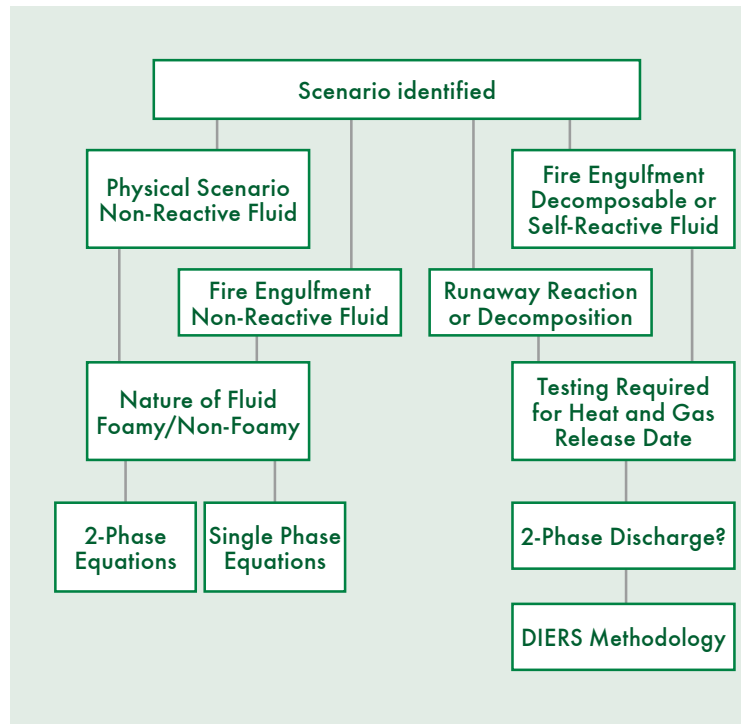 Scenario identified
Physical Scenario
Non-Reactive Fluid
Fire Engulfment
Decomposable or
Self-Reactive Fluid
Fire Engulfment
Non-Reactive Fluid
Runaway Reaction
or Decomposition
Nature of Fluid
Foamy/Non-Foamy
Testing Required
for Heat and Gas
Release Date
2-Phase
Equations
Single Phase
Equations
2-Phase Discharge?
DIERS Methodology